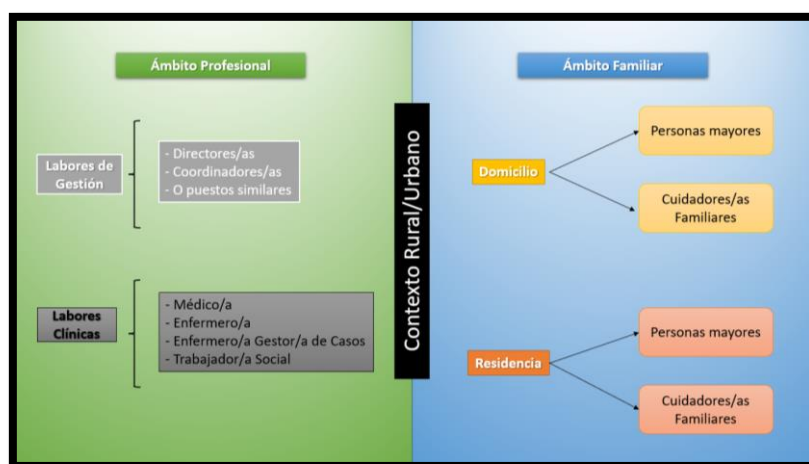 Ámbito Profesional
Labores de
Gestión
- Directores/as
- Coordinadores/as
- O puestos similares
Labores
Clínicas
- Médico/a
- Enfermero/a
- Enfermero/a Gestor/a de Casos
- Trabajador/a Social
Contexto Rural/Urbano
Ámbito Familiar
Domicilio
Personas mayores
Cuidadores/as
Familiares
Residencia
Personas mayores
Cuidadores/as
Familiares